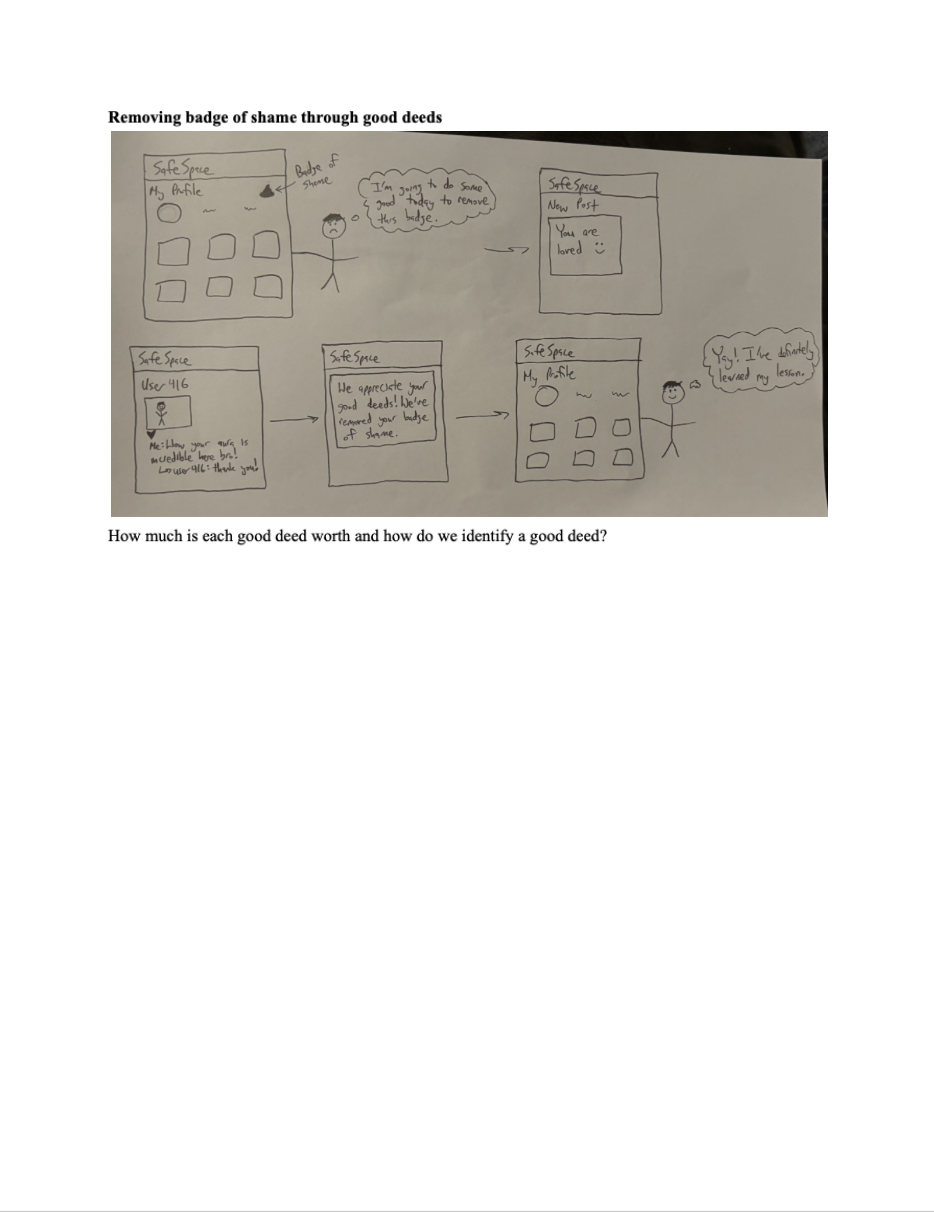 Removing badge of shame through good deeds
Safe Space
My Profile
Badge of
shame
I'm going to do some
good today to remove
this badge.
Safe Space
New Post
You are
loved
Safe Space
User 416
Me: Wow your aura is
incredible here bro!
user 416: thank you!
Safe Space
We appreciate your
good deeds! We've
removed your badge
of shame.
Safe Space
My Profile
Yay! I've definitely
learned my lesson.
How much is each good deed worth and how do we identify a good deed?